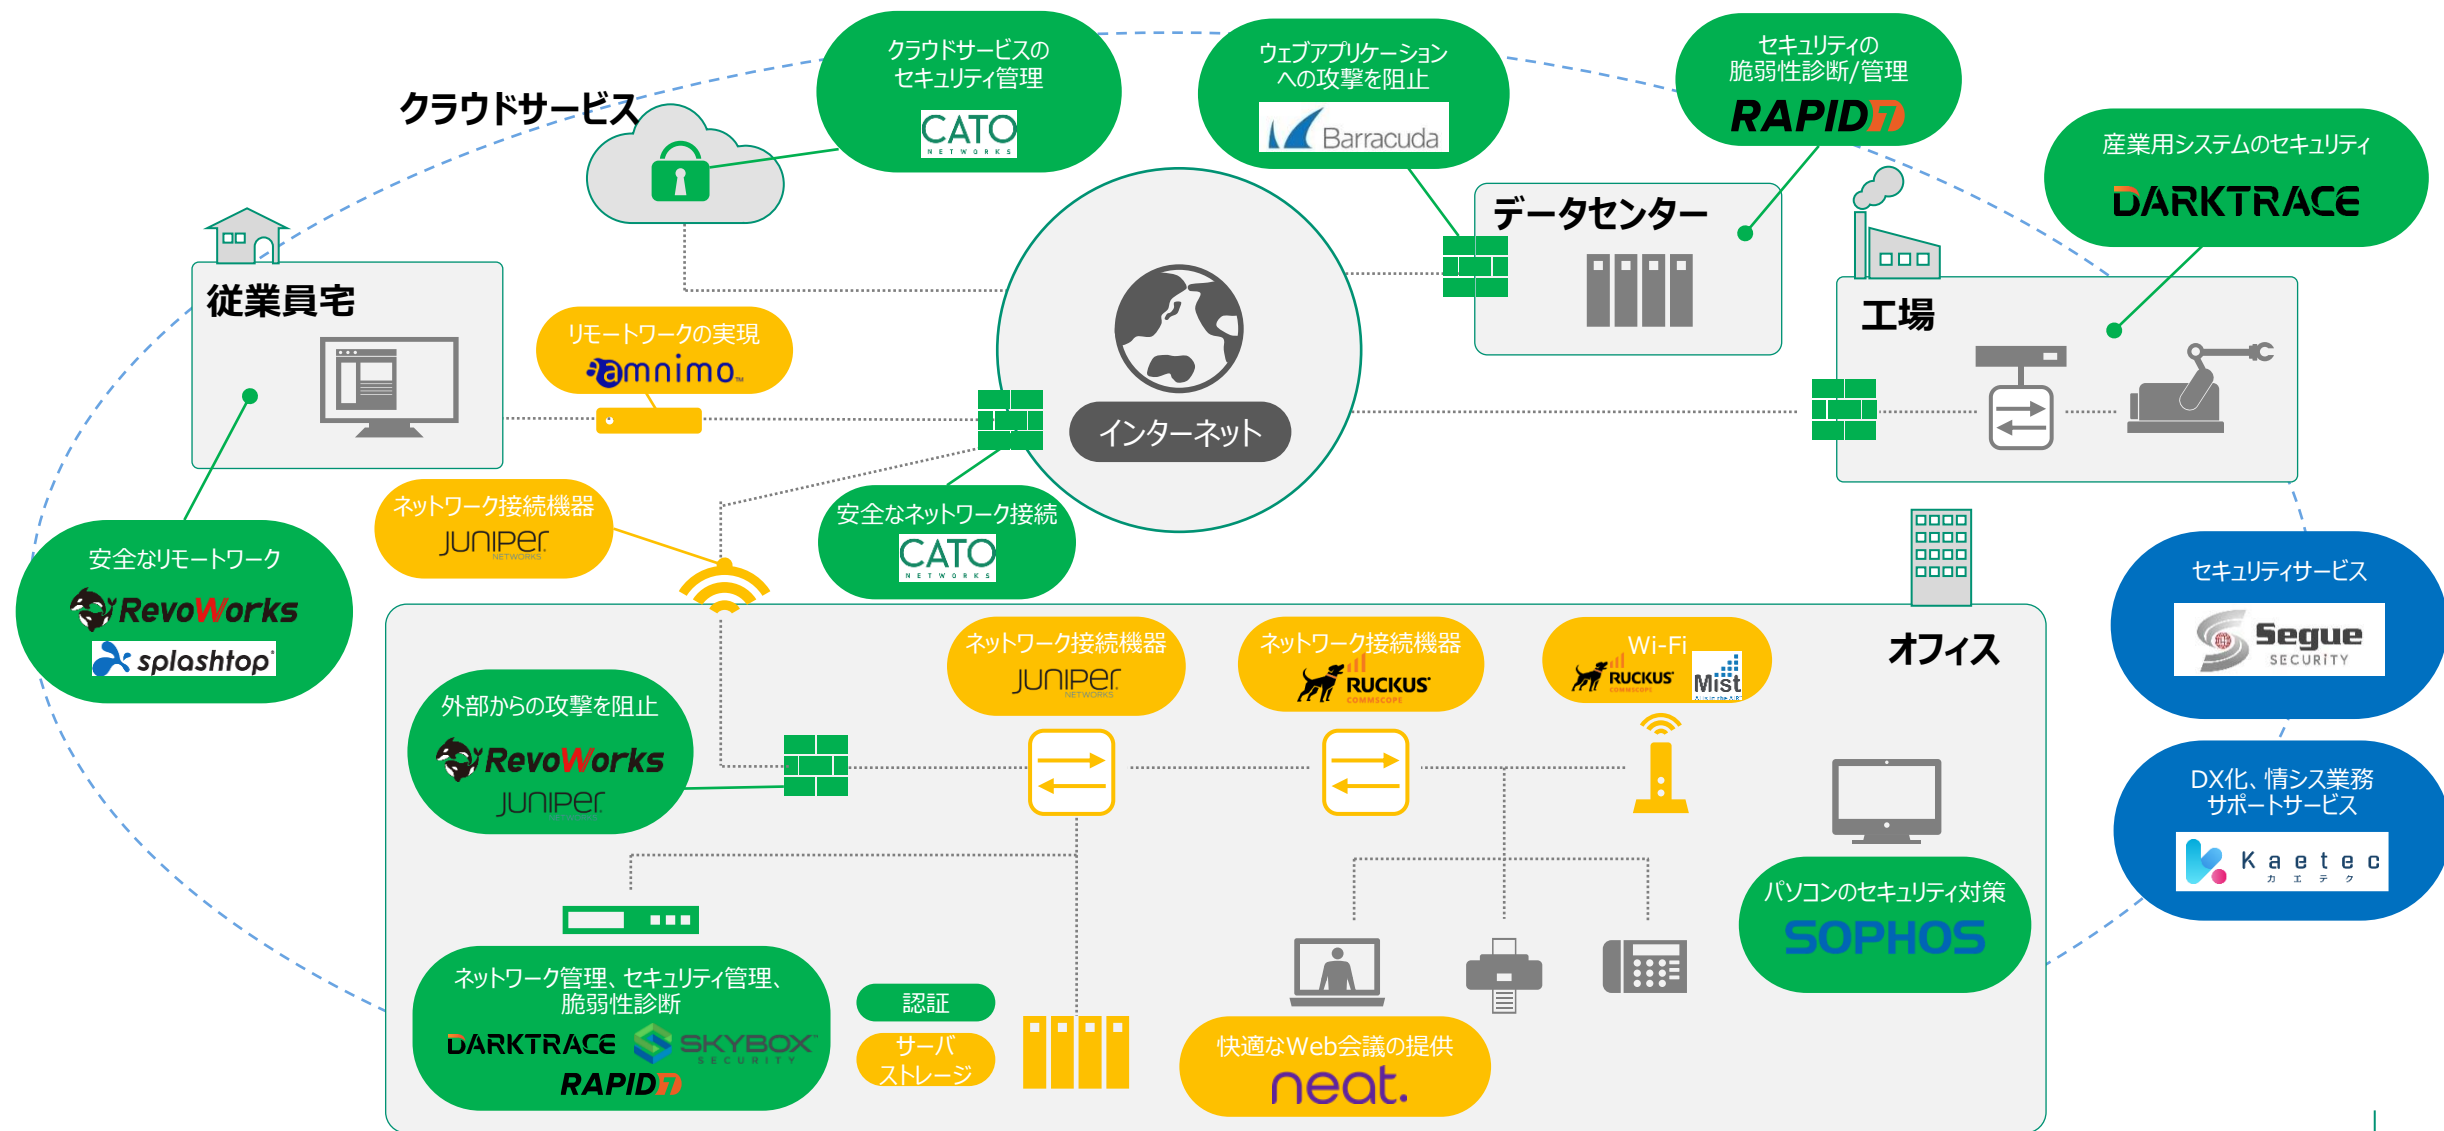 クラウドサービス
クラウドサービスの
セキュリティ管理
CATO
NETWORKS
ウェブアプリケーション
への攻撃を阻止
Barracuda
セキュリティの
脆弱性診断/管理
RAPID7
産業用システムのセキュリティ
DARKTRACE
データセンター
従業員宅
リモートワークの実現
amnimo™
インターネット
工場
ネットワーク接続機器
JUNIPER
NETWORKS
安全なネットワーク接続
CATO
NETWORKS
安全なリモートワーク
RevoWorks
splashtop
セキュリティサービス
Segue
SECURITY
DX化、情シス業務
サポートサービス
Kaetec
カエテク
オフィス
ネットワーク接続機器
JUNIPER
NETWORKS
ネットワーク接続機器
RUCKUS
COMMSCOPE
Wi-Fi
RUCKUS
COMMSCOPE
Mist
外部からの攻撃を阻止
RevoWorks
JUNIPER
NETWORKS
パソコンのセキュリティ対策
SOPHOS
ネットワーク管理、セキュリティ管理、
脆弱性診断
DARKTRACE
SKYBOX™
SECURITY
RAPID7
認証
サーバ
ストレージ
快適なWeb会議の提供
neat.